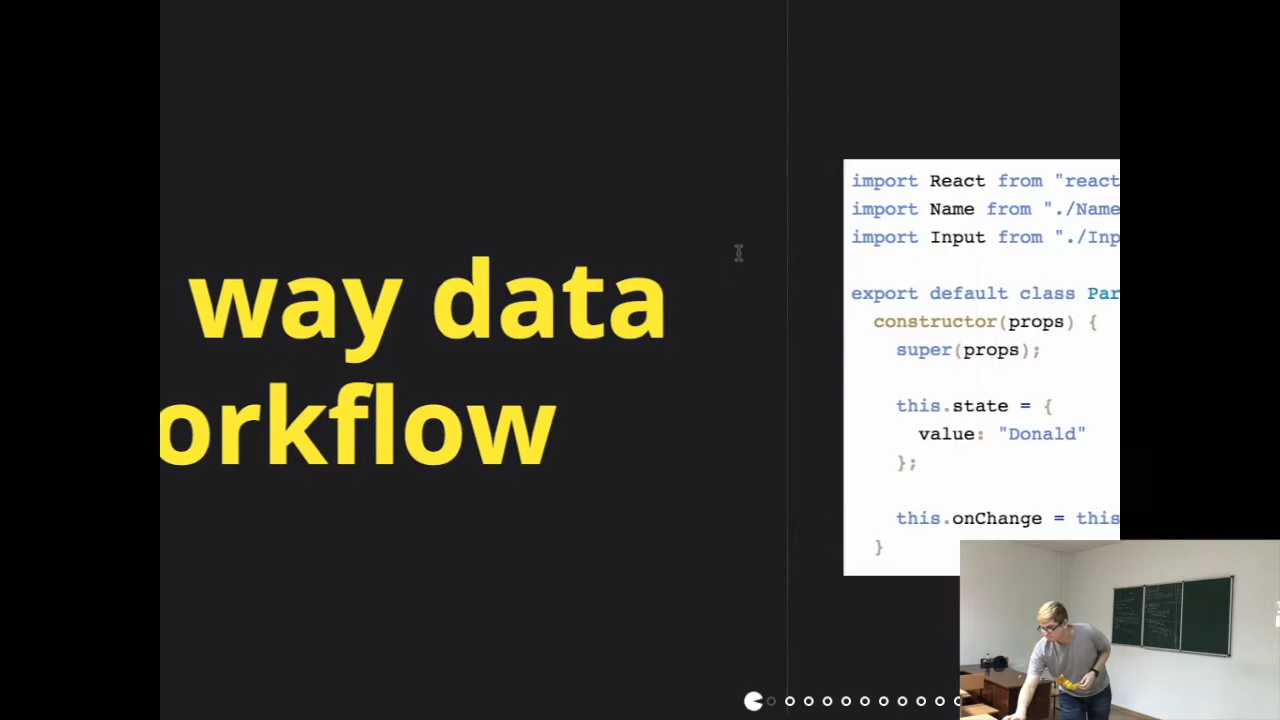 way data
orkflow
import React from "react
import Name from "./Name
import Input from "./Inp
export default class Par
constructor(props) {
super(props);
this.state = {
value: "Donald"
};
this.onChange = this
}